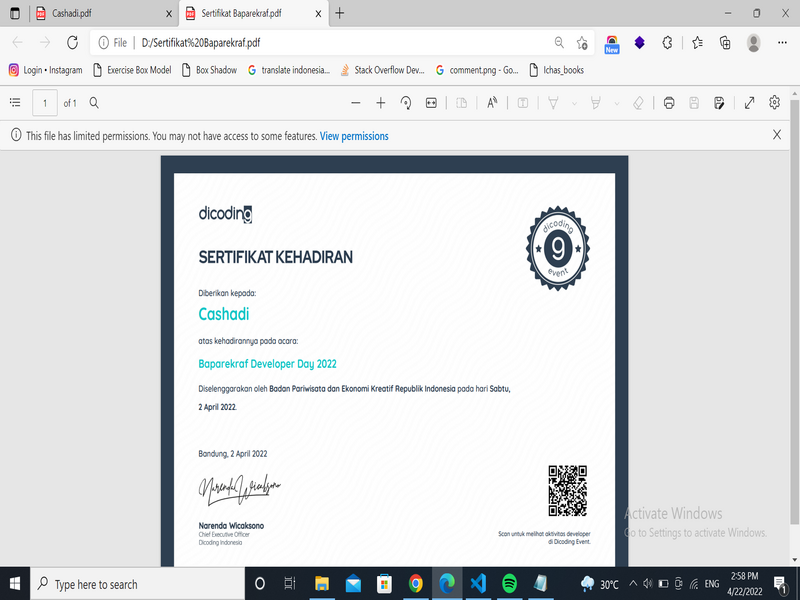 Cashadi.pdf
Sertifikat Baparekraf.pdf
File
D:/Sertifikat%20Baparekraf.pdf
New
Login • Instagram
Exercise Box Model
Box Shadow
translate indonesia...
Stack Overflow Dev...
comment.png - Go...
Ichas_books
1
of 1
This file has limited permissions. You may not have access to some features. View permissions
dicoding
dicoding
9
event
SERTIFIKAT KEHADIRAN
Diberikan kepada:
Cashadi
atas kehadirannya pada acara:
Baparekraf Developer Day 2022
Diselenggarakan oleh Badan Pariwisata dan Ekonomi Kreatif Republik Indonesia pada hari Sabtu,
2 April 2022.
Bandung, 2 April 2022
Narenda Wicaksono
Narenda Wicaksono
Chief Executive Officer
Dicoding Indonesia
Scan untuk melihat aktivitas developer
di Dicoding Event.
Activate Windows
Go to Settings to activate Windows.
Type here to search
30°C
ENG
2:58 PM
4/22/2022
1